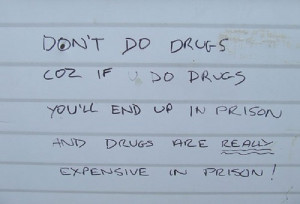 DON'T DO DRUGS
COZ IF U DO DRUGS
YOU'LL END UP IN PRISON
AND DRUGS ARE REALLY
EXPENSIVE IN PRISON!